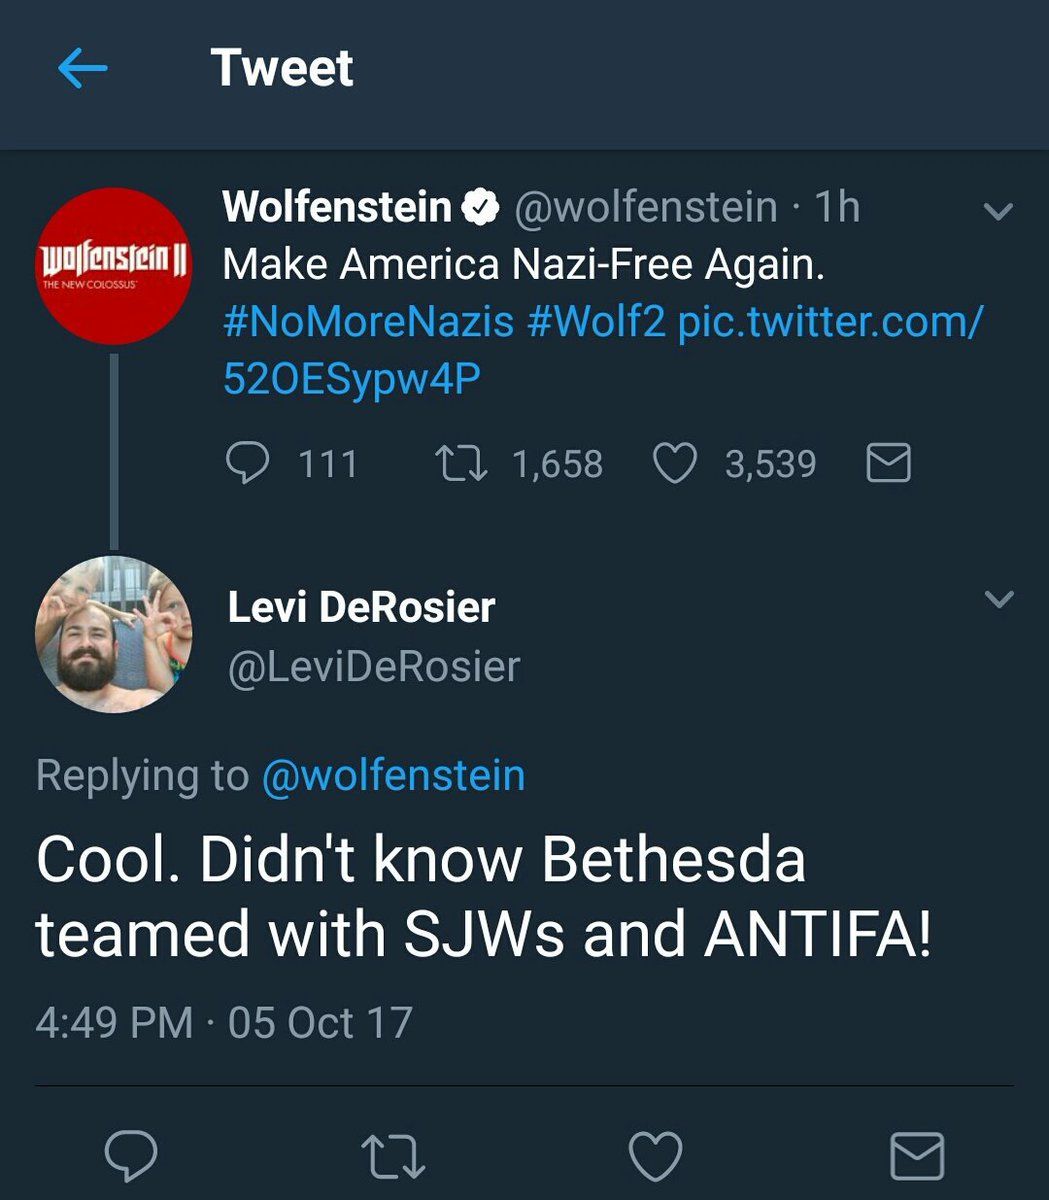 Tweet
wolfenstein II
THE NEW COLOSSUS
Wolfenstein @wolfenstein · 1h
Make America Nazi-Free Again.
#NoMoreNazis #Wolf2 pic.twitter.com/
52OESypw4P
111 1,658 3,539
Levi DeRosier
@LeviDeRosier
Replying to @wolfenstein
Cool. Didn't know Bethesda
teamed with SJWs and ANTIFA!
4:49 PM · 05 Oct 17